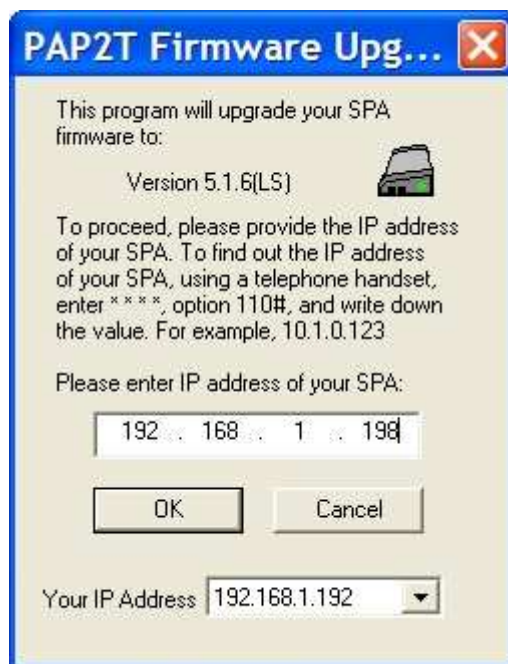 PAP2T Firmware Upg...
This program will upgrade your SPA
firmware to:
Version 5.1.6(LS)
To proceed, please provide the IP address
of your SPA. To find out the IP address
of your SPA, using a telephone handset,
enter * * * *, option 110#, and write down
the value. For example, 10.1.0.123
Please enter IP address of your SPA:
192 . 168 . 1 . 198
OK Cancel
Your IP Address 192.168.1.192